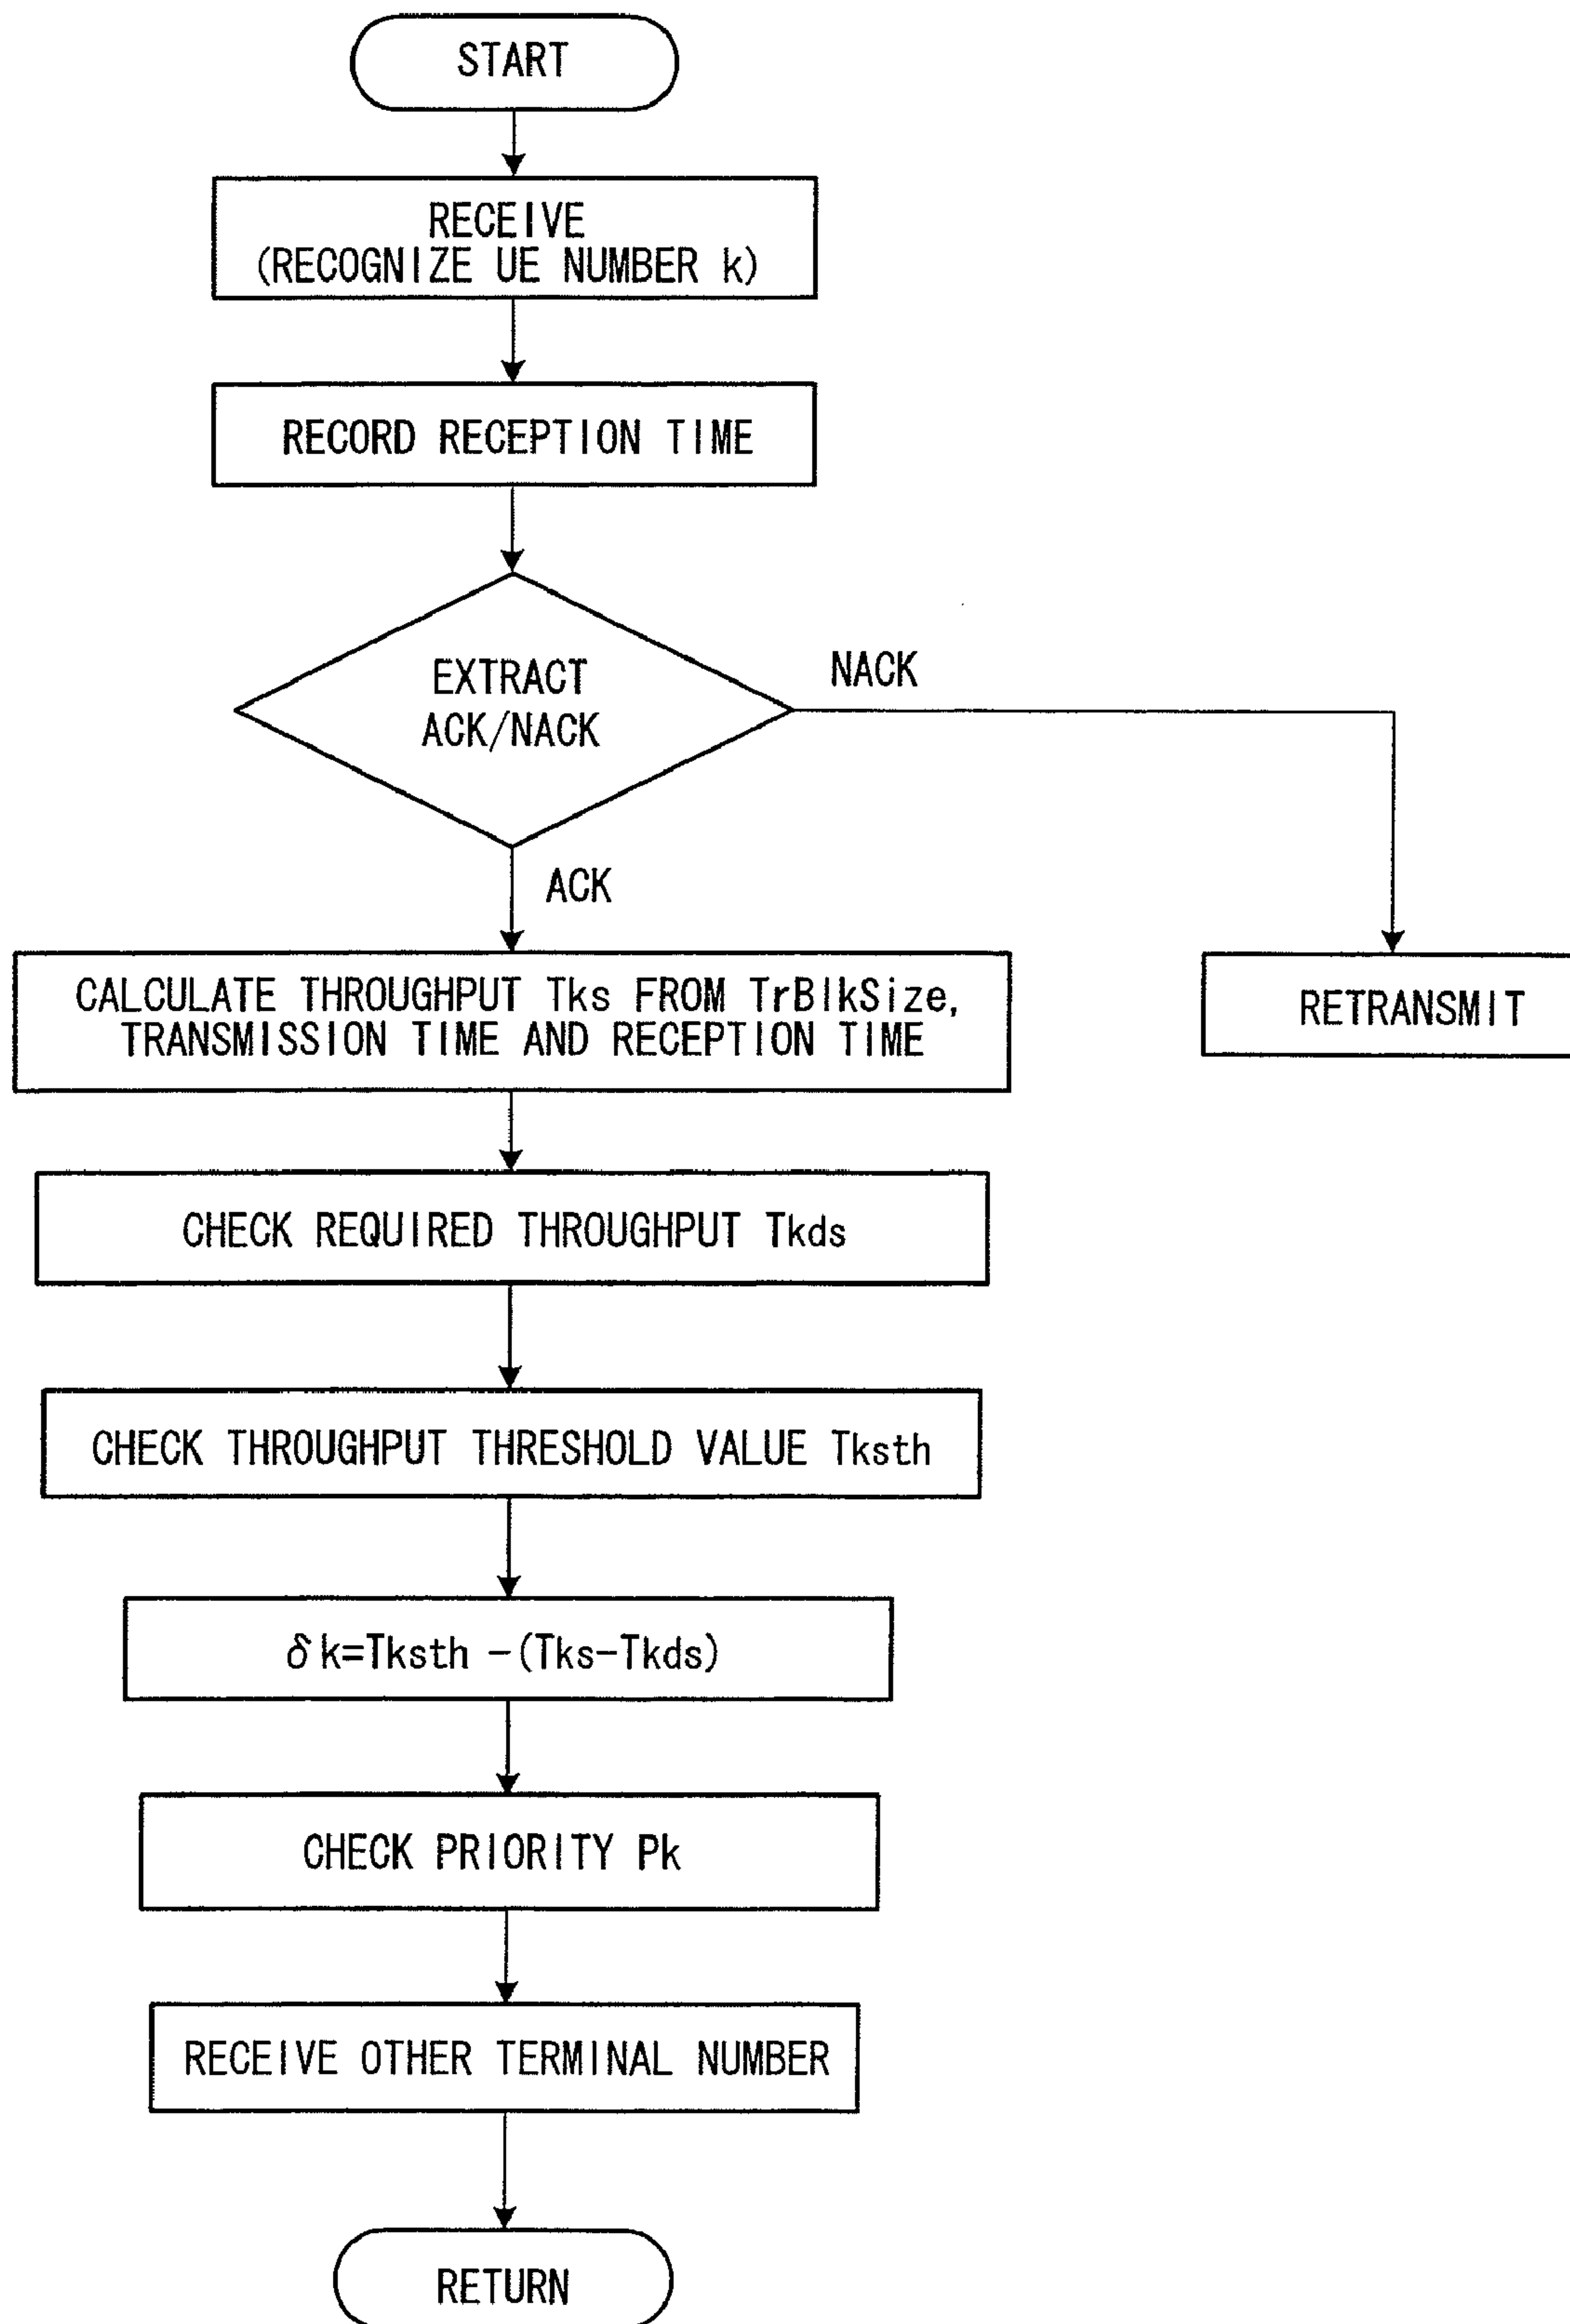 START
RECEIVE
(RECOGNIZE UE NUMBER k)
RECORD RECEPTION TIME
EXTRACT
ACK/NACK
NACK
ACK
CALCULATE THROUGHPUT Tks FROM TrBlkSize,
TRANSMISSION TIME AND RECEPTION TIME
RETRANSMIT
CHECK REQUIRED THROUGHPUT Tkds
CHECK THROUGHPUT THRESHOLD VALUE Tksth
δk=Tksth -(Tks-Tkds)
CHECK PRIORITY Pk
RECEIVE OTHER TERMINAL NUMBER
RETURN